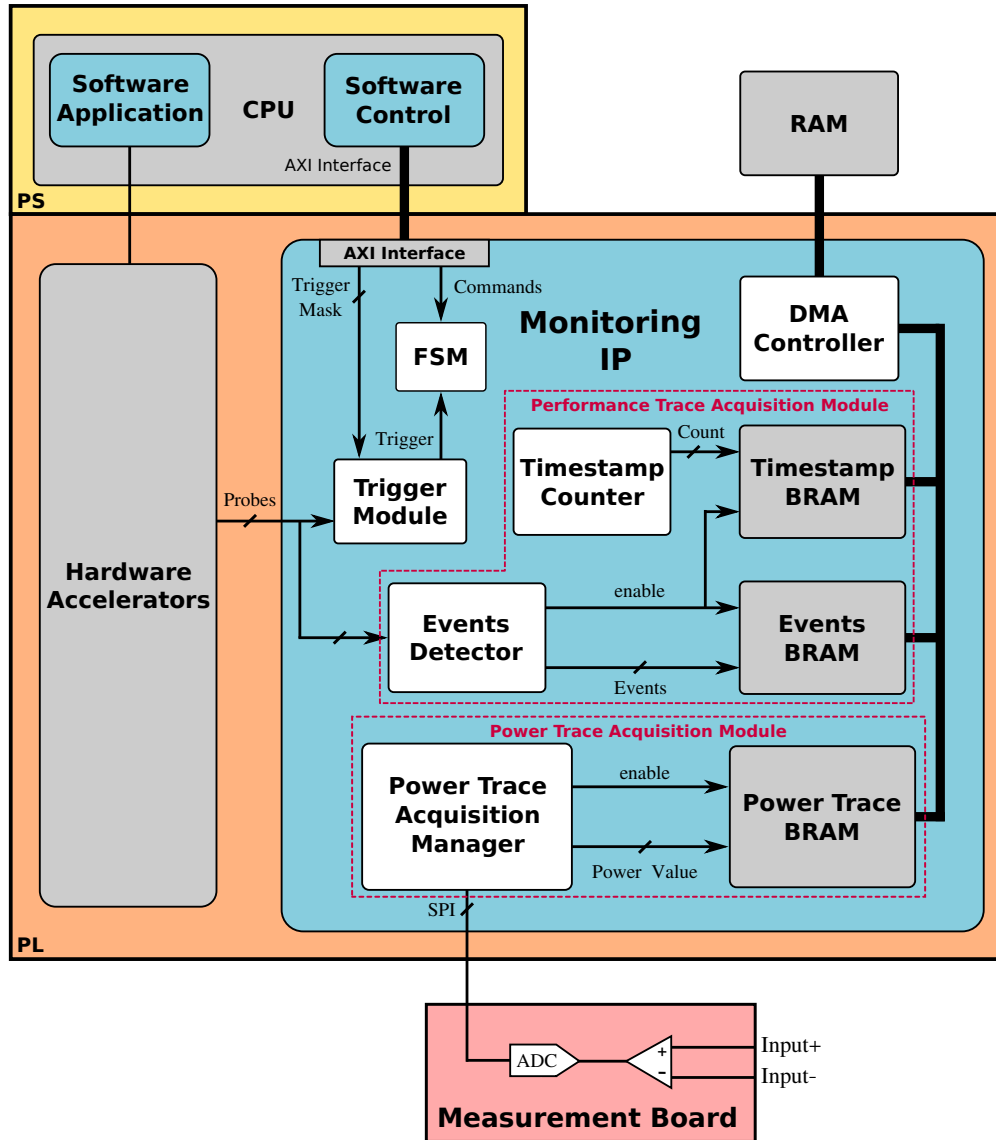 Software
Application
CPU
Software
Control
AXI Interface
PS
RAM
AXI Interface
Trigger
Mask
Commands
FSM
Monitoring
IP
DMA
Controller
Performance Trace Acquisition Module
Trigger
Count
Timestamp
Counter
Timestamp
BRAM
Probes
Trigger
Module
Hardware
Accelerators
enable
Events
Detector
Events
BRAM
Events
Power Trace Acquisition Module
enable
Power Trace
Acquisition
Manager
Power Trace
BRAM
Power Value
SPI
PL
ADC
+
-
Input+
Input-
Measurement Board